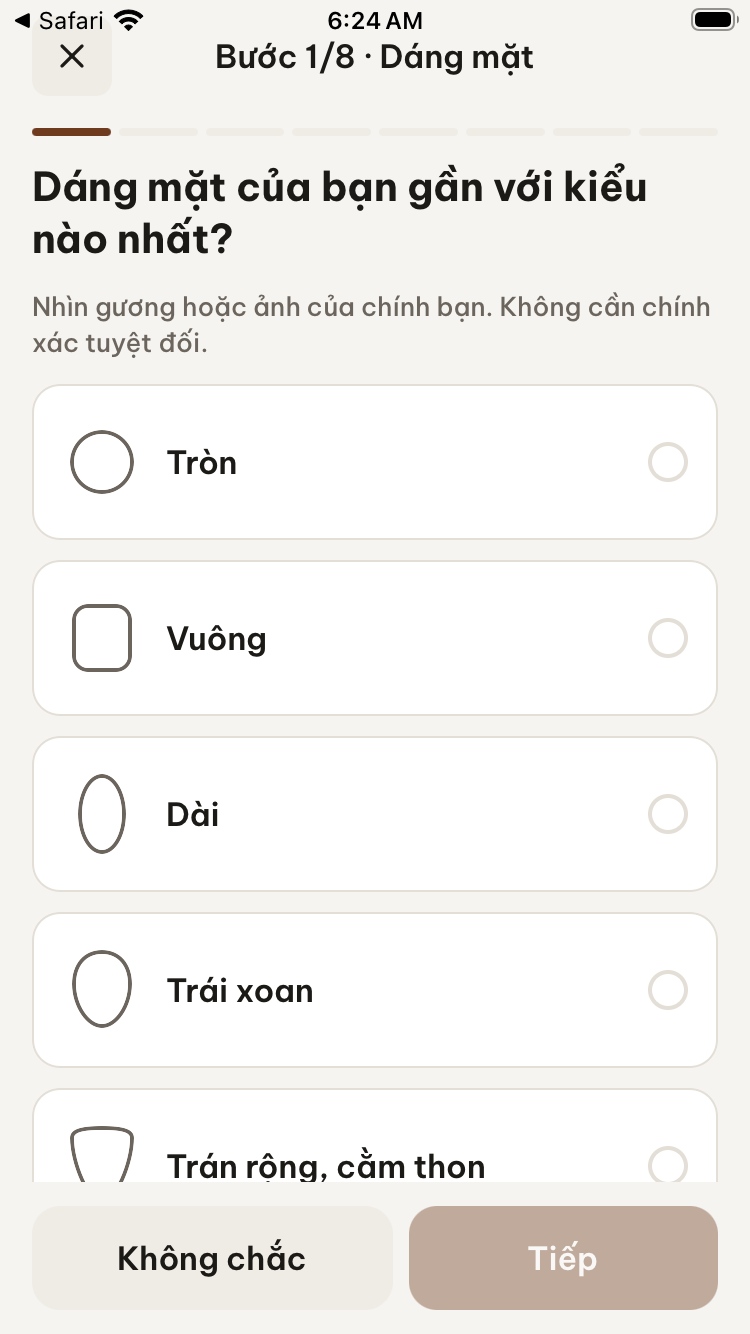 Safari
6:24 AM
Bước 1/8 · Dáng mặt
Dáng mặt của bạn gần với kiểu
nào nhất?
Nhìn gương hoặc ảnh của chính bạn. Không cần chính
xác tuyệt đối.
Tròn
Vuông
Dài
Trái xoan
Trán rộng, cằm thon
Không chắc
Tiếp